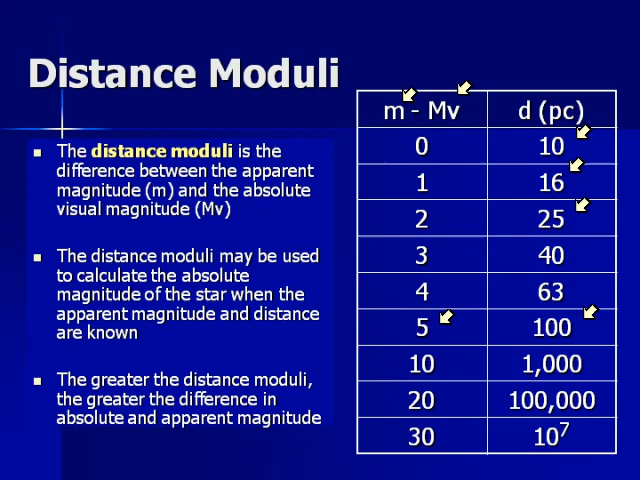 Distance Moduli
The distance moduli is the
difference between the apparent
magnitude (m) and the absolute
visual magnitude (Mv)
The distance moduli may be used
to calculate the absolute
magnitude of the star when the
apparent magnitude and distance
are known
The greater the distance moduli,
the greater the difference in
absolute and apparent magnitude
m - Mv d (pc)
0 10
1 16
2 25
3 40
4 63
5 100
10 1,000
20 100,000
30 10⁷